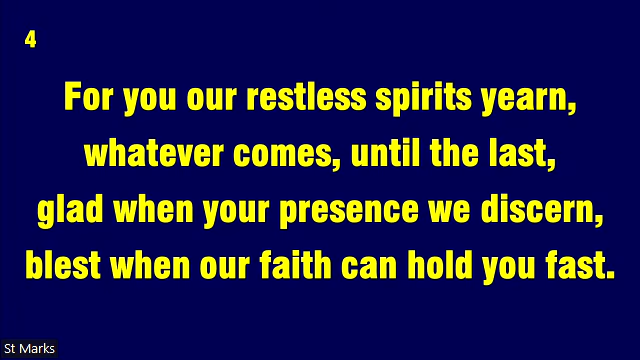 4
For you our restless spirits yearn,
whatever comes, until the last,
glad when your presence we discern,
blest when our faith can hold you fast.
St Marks